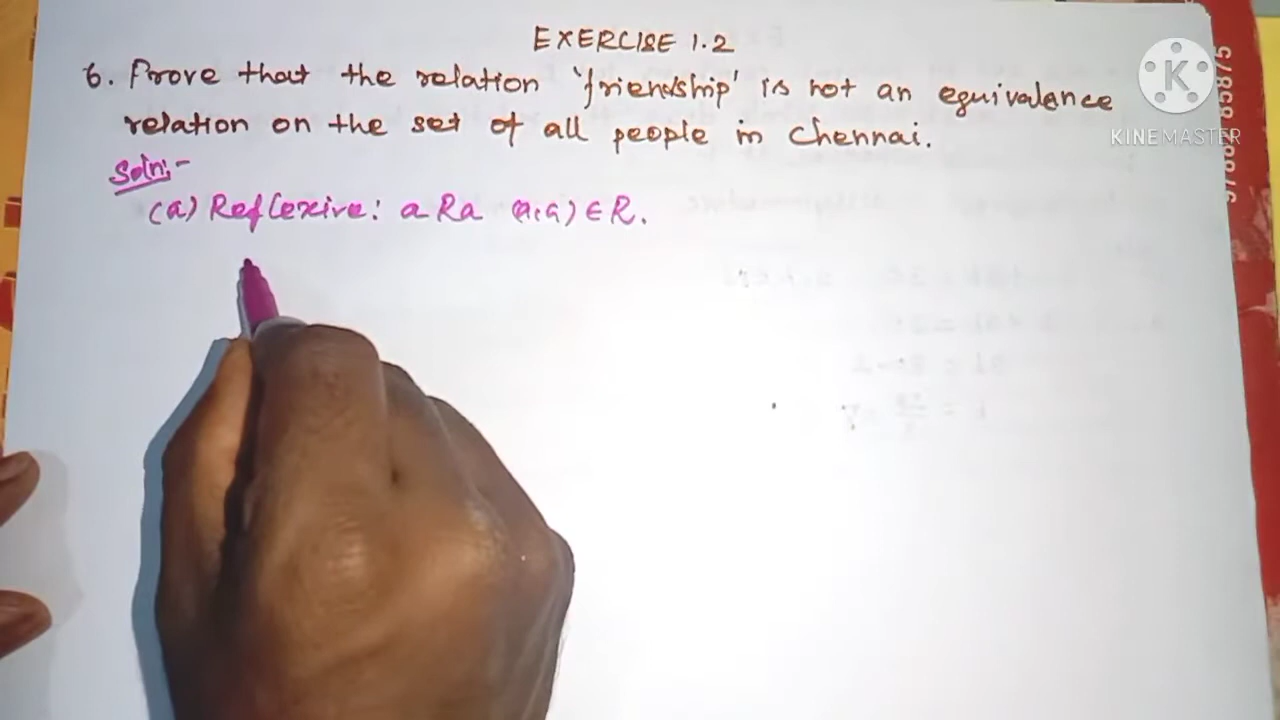 EXERCISE 1.2
6. Prove that the relation 'friendship' is not an equivalence
relation on the set of all people in Chennai.
Soln:-
(a) Reflexive: a R a (a,a) ∈ R.
K
KINEMASTER